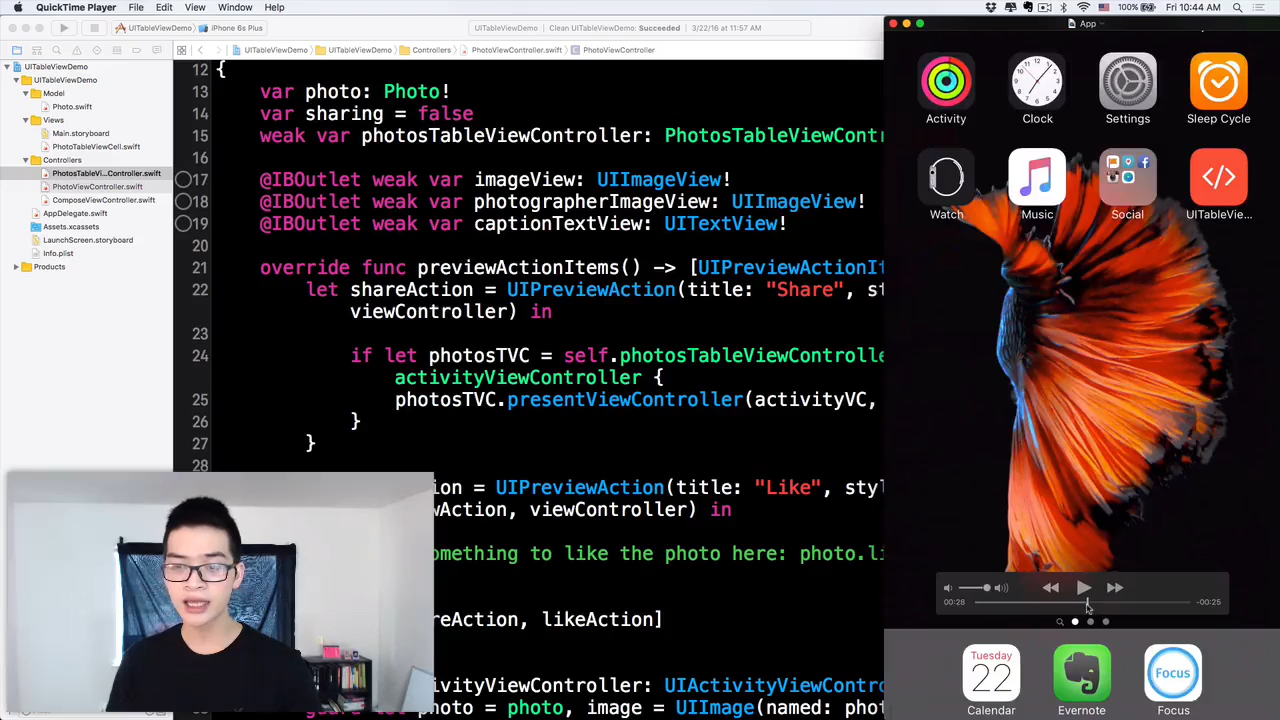 QuickTime Player File Edit View Window Help
100% Fri 10:44 AM
UITableViewDemo iPhone 6s Plus
UITableViewDemo Clean UITableViewDemo: Succeeded 3/22/16 at 11:57 AM
App
UITableViewDemo UITableViewDemo Controllers PhotoViewController.swift PhotoViewController
UITableViewDemo
UITableViewDemo
Model
Photo.swift
Views
Main.storyboard
PhotoTableViewCell.swift
Controllers
PhotosTableVi...Controller.swift
PhotoViewController.swift
ComposeViewController.swift
AppDelegate.swift
Assets.xcassets
LaunchScreen.storyboard
Info.plist
Products
12 {
13 var photo: Photo!
14 var sharing = false
15 weak var photosTableViewController: PhotosTableViewContr
16
17 @IBOutlet weak var imageView: UIImageView!
18 @IBOutlet weak var photographerImageView: UIImageView!
19 @IBOutlet weak var captionTextView: UITextView!
20
21 override func previewActionItems() -> [UIPreviewActionI
22 let shareAction = UIPreviewAction(title: "Share", st
viewController) in
23
24 if let photosTVC = self.photosTableViewControlle
activityViewController {
25 photosTVC.presentViewController(activityVC,
26 }
27 }
28
ion = UIPreviewAction(title: "Like", styl
wAction, viewController) in
omething to like the photo here: photo.li
reAction, likeAction]
ivityViewController: UIActivityViewContro
guard let photo = photo, image = UIImage(named: phot
Activity Clock Settings Sleep Cycle
Watch Music Social UITableVie...
</>
00:28 -00:25
Tuesday
22
Focus
Calendar Evernote Focus